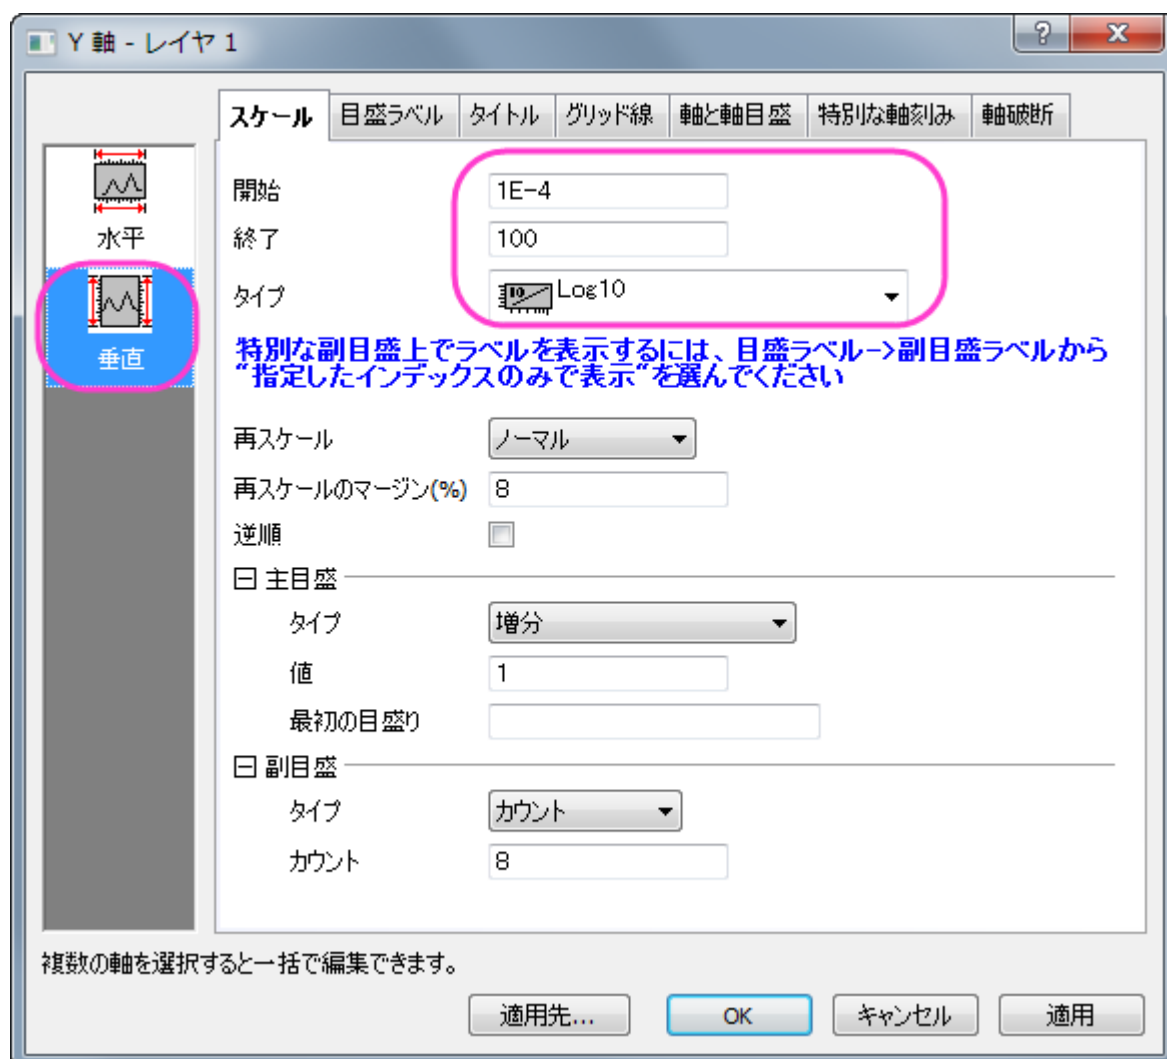 Y 軸 - レイヤ 1
スケール 目盛ラベル タイトル グリッド線 軸と軸目盛 特別な軸刻み 軸破断
水平
垂直
開始 1E-4
終了 100
タイプ Log10
特別な副目盛上でラベルを表示するには、目盛ラベル->副目盛ラベルから
"指定したインデックスのみで表示"を選んでください
再スケール ノーマル
再スケールのマージン(%) 8
逆順
主目盛
タイプ 増分
値 1
最初の目盛り
副目盛
タイプ カウント
カウント 8
複数の軸を選択すると一括で編集できます。
適用先... OK キャンセル 適用